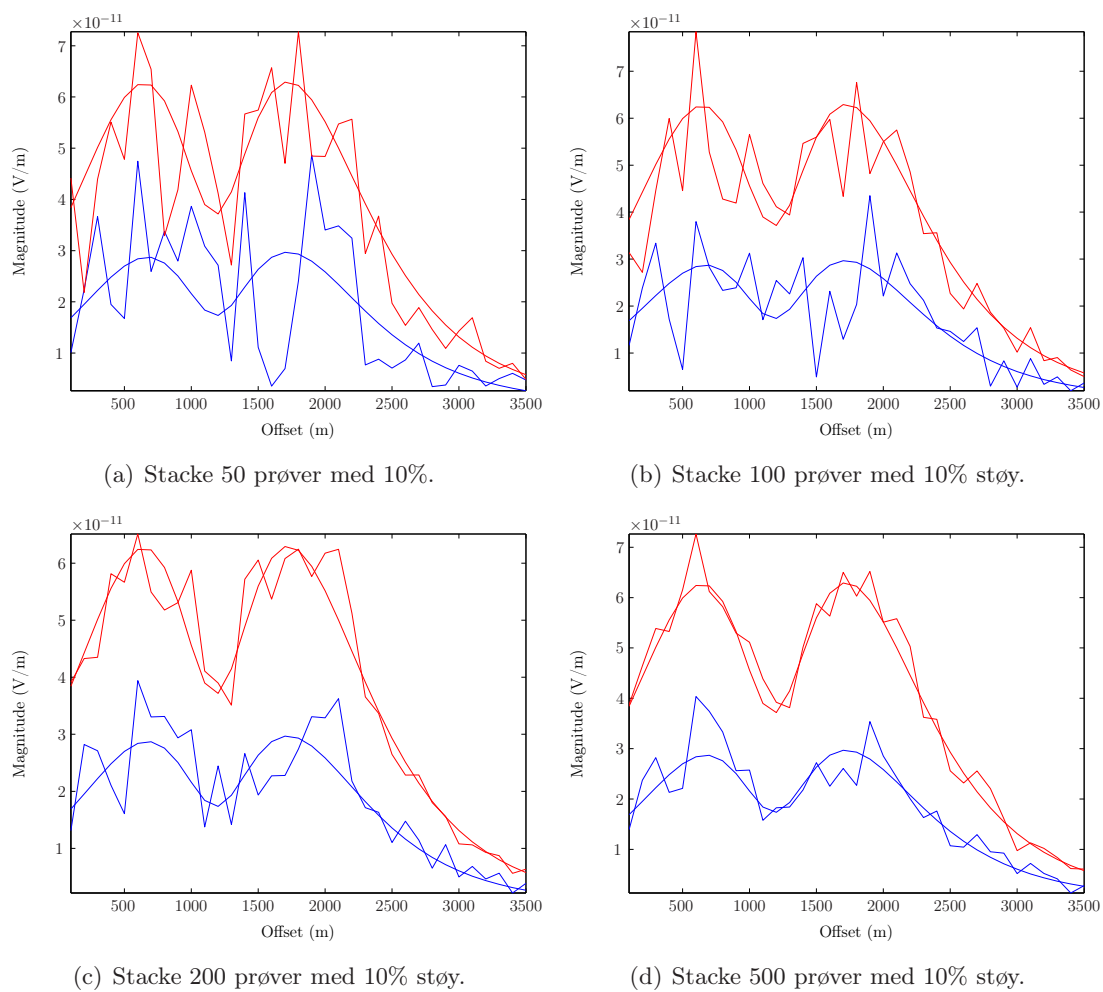 ×10−11
Magnitude (V/m)
7
6
5
4
3
2
1
500 1000 1500 2000 2500 3000 3500
Offset (m)
(a) Stacke 50 prøver med 10%.
×10−11
Magnitude (V/m)
7
6
5
4
3
2
1
500 1000 1500 2000 2500 3000 3500
Offset (m)
(b) Stacke 100 prøver med 10% støy.
×10−11
Magnitude (V/m)
6
5
4
3
2
1
500 1000 1500 2000 2500 3000 3500
Offset (m)
(c) Stacke 200 prøver med 10% støy.
×10−11
Magnitude (V/m)
7
6
5
4
3
2
1
500 1000 1500 2000 2500 3000 3500
Offset (m)
(d) Stacke 500 prøver med 10% støy.